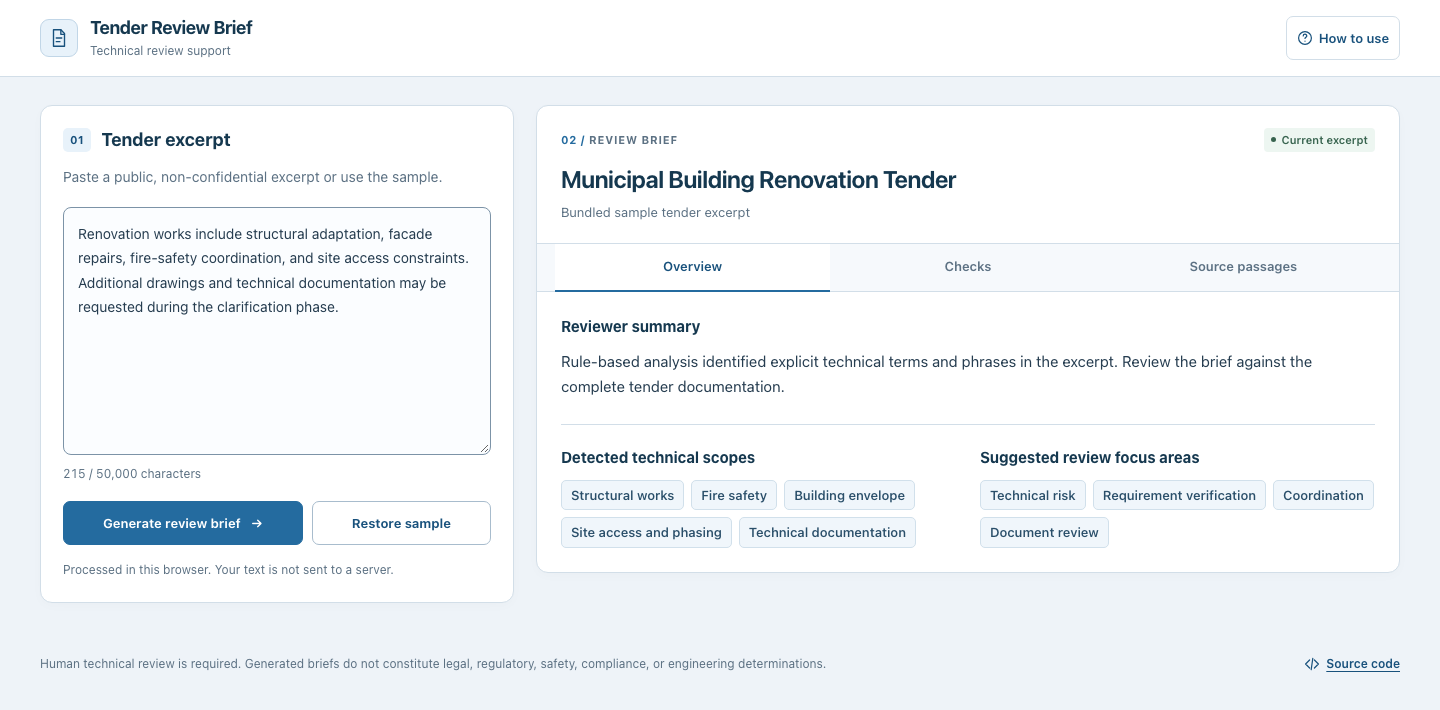 Tender Review Brief
Technical review support
How to use
01 Tender excerpt
Paste a public, non-confidential excerpt or use the sample.
Renovation works include structural adaptation, facade
repairs, fire-safety coordination, and site access constraints.
Additional drawings and technical documentation may be
requested during the clarification phase.
215 / 50,000 characters
Generate review brief →
Restore sample
Processed in this browser. Your text is not sent to a server.
02 / REVIEW BRIEF
Current excerpt
Municipal Building Renovation Tender
Bundled sample tender excerpt
Overview
Checks
Source passages
Reviewer summary
Rule-based analysis identified explicit technical terms and phrases in the excerpt. Review the brief against the
complete tender documentation.
Detected technical scopes
Structural works
Fire safety
Building envelope
Site access and phasing
Technical documentation
Suggested review focus areas
Technical risk
Requirement verification
Coordination
Document review
Human technical review is required. Generated briefs do not constitute legal, regulatory, safety, compliance, or engineering determinations.
Source code